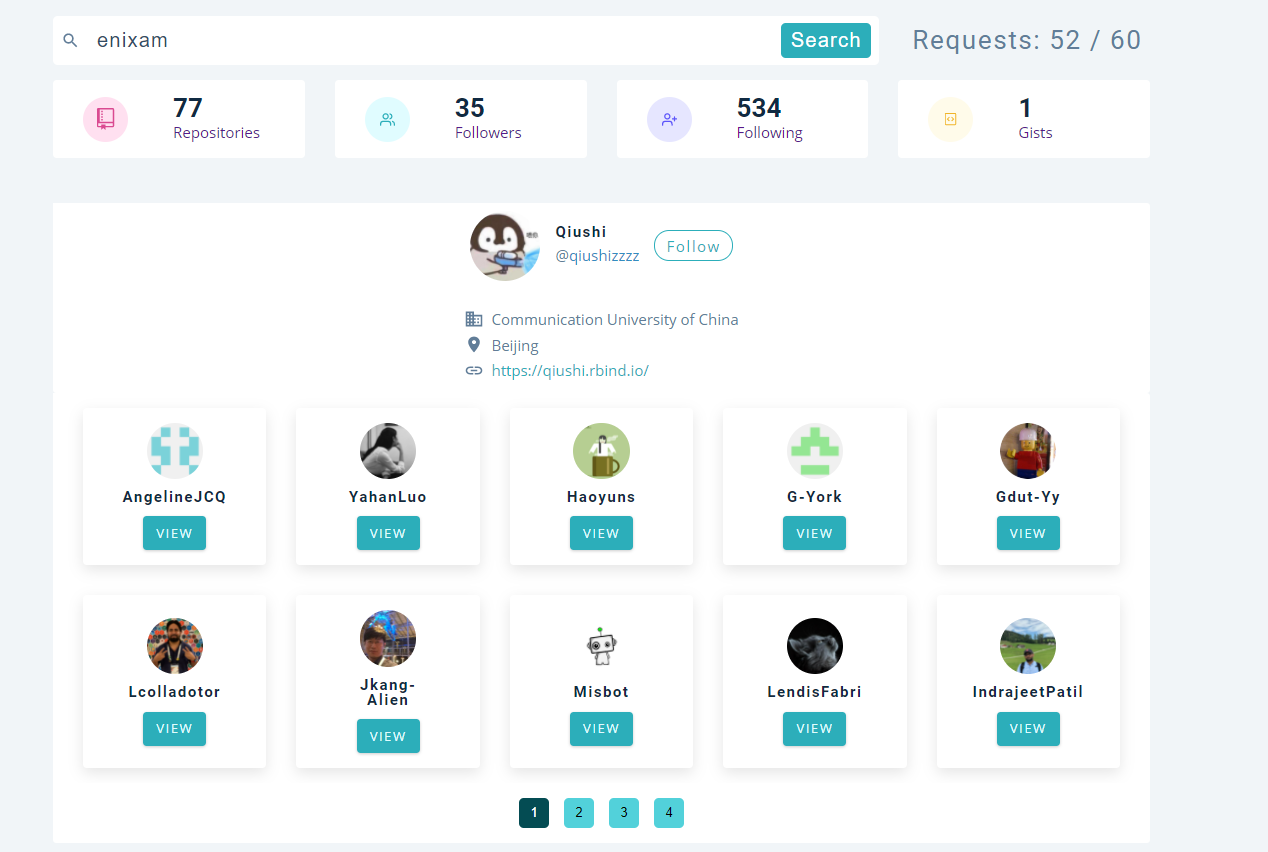 enixam
Search
Requests: 52 / 60
77
Repositories
35
Followers
534
Following
1
Gists
Qiushi
@qiushizzzz
Follow
Communication University of China
Beijing
https://qiushi.rbind.io/
AngelineJCQ
VIEW
YahanLuo
VIEW
Haoyuns
VIEW
G-York
VIEW
Gdut-Yy
VIEW
Lcolladotor
VIEW
Jkang-
Alien
VIEW
Misbot
VIEW
LendisFabri
VIEW
IndrajeetPatil
VIEW
1 2 3 4